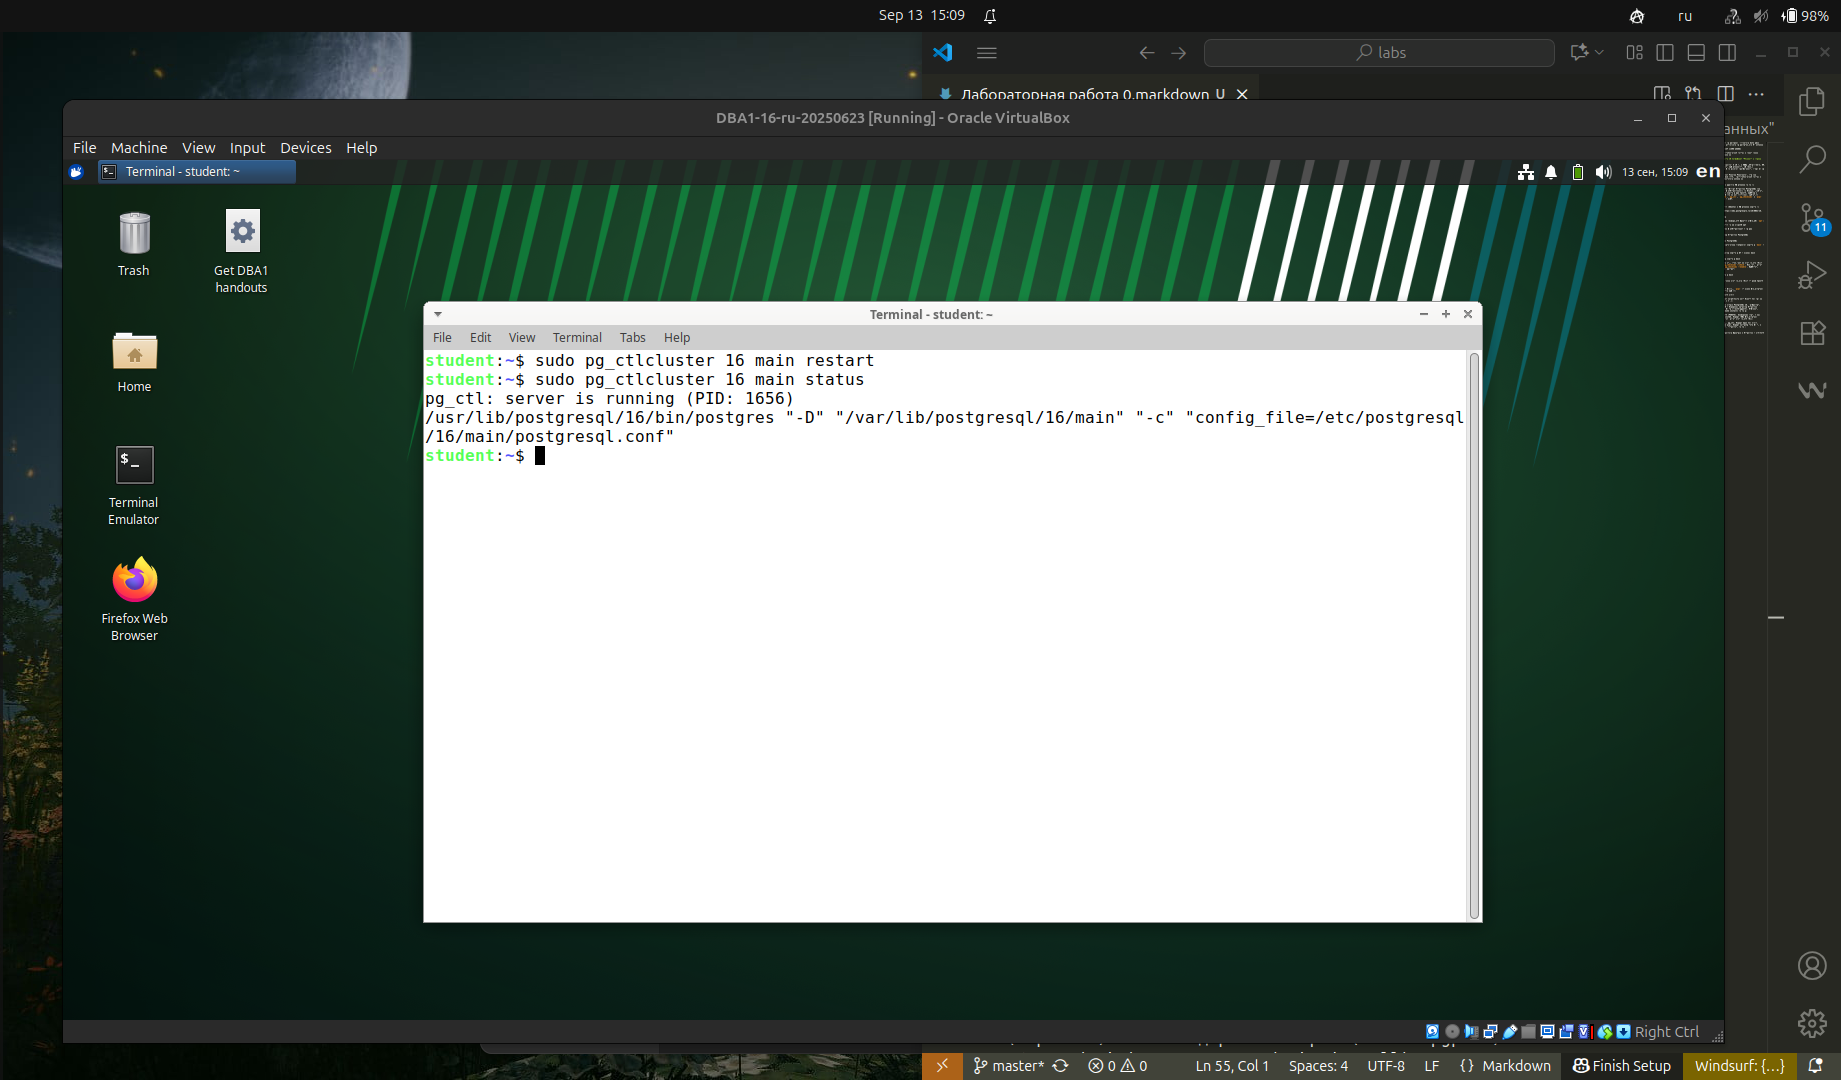 Sep 13 15:09
ru
98%
labs
Лабораторная работа 0.markdown U
анных"
DBA1-16-ru-20250623 [Running] - Oracle VirtualBox
File Machine View Input Devices Help
Terminal - student: ~
13 сен, 15:09 en
Trash
Get DBA1
handouts
Home
Terminal
Emulator
Firefox Web
Browser
Terminal - student: ~
File Edit View Terminal Tabs Help
student:~$ sudo pg_ctlcluster 16 main restart
student:~$ sudo pg_ctlcluster 16 main status
pg_ctl: server is running (PID: 1656)
/usr/lib/postgresql/16/bin/postgres "-D" "/var/lib/postgresql/16/main" "-c" "config_file=/etc/postgresql
/16/main/postgresql.conf"
student:~$
11
Right Ctrl
master* 0 0 Ln 55, Col 1 Spaces: 4 UTF-8 LF {} Markdown Finish Setup Windsurf: {...}